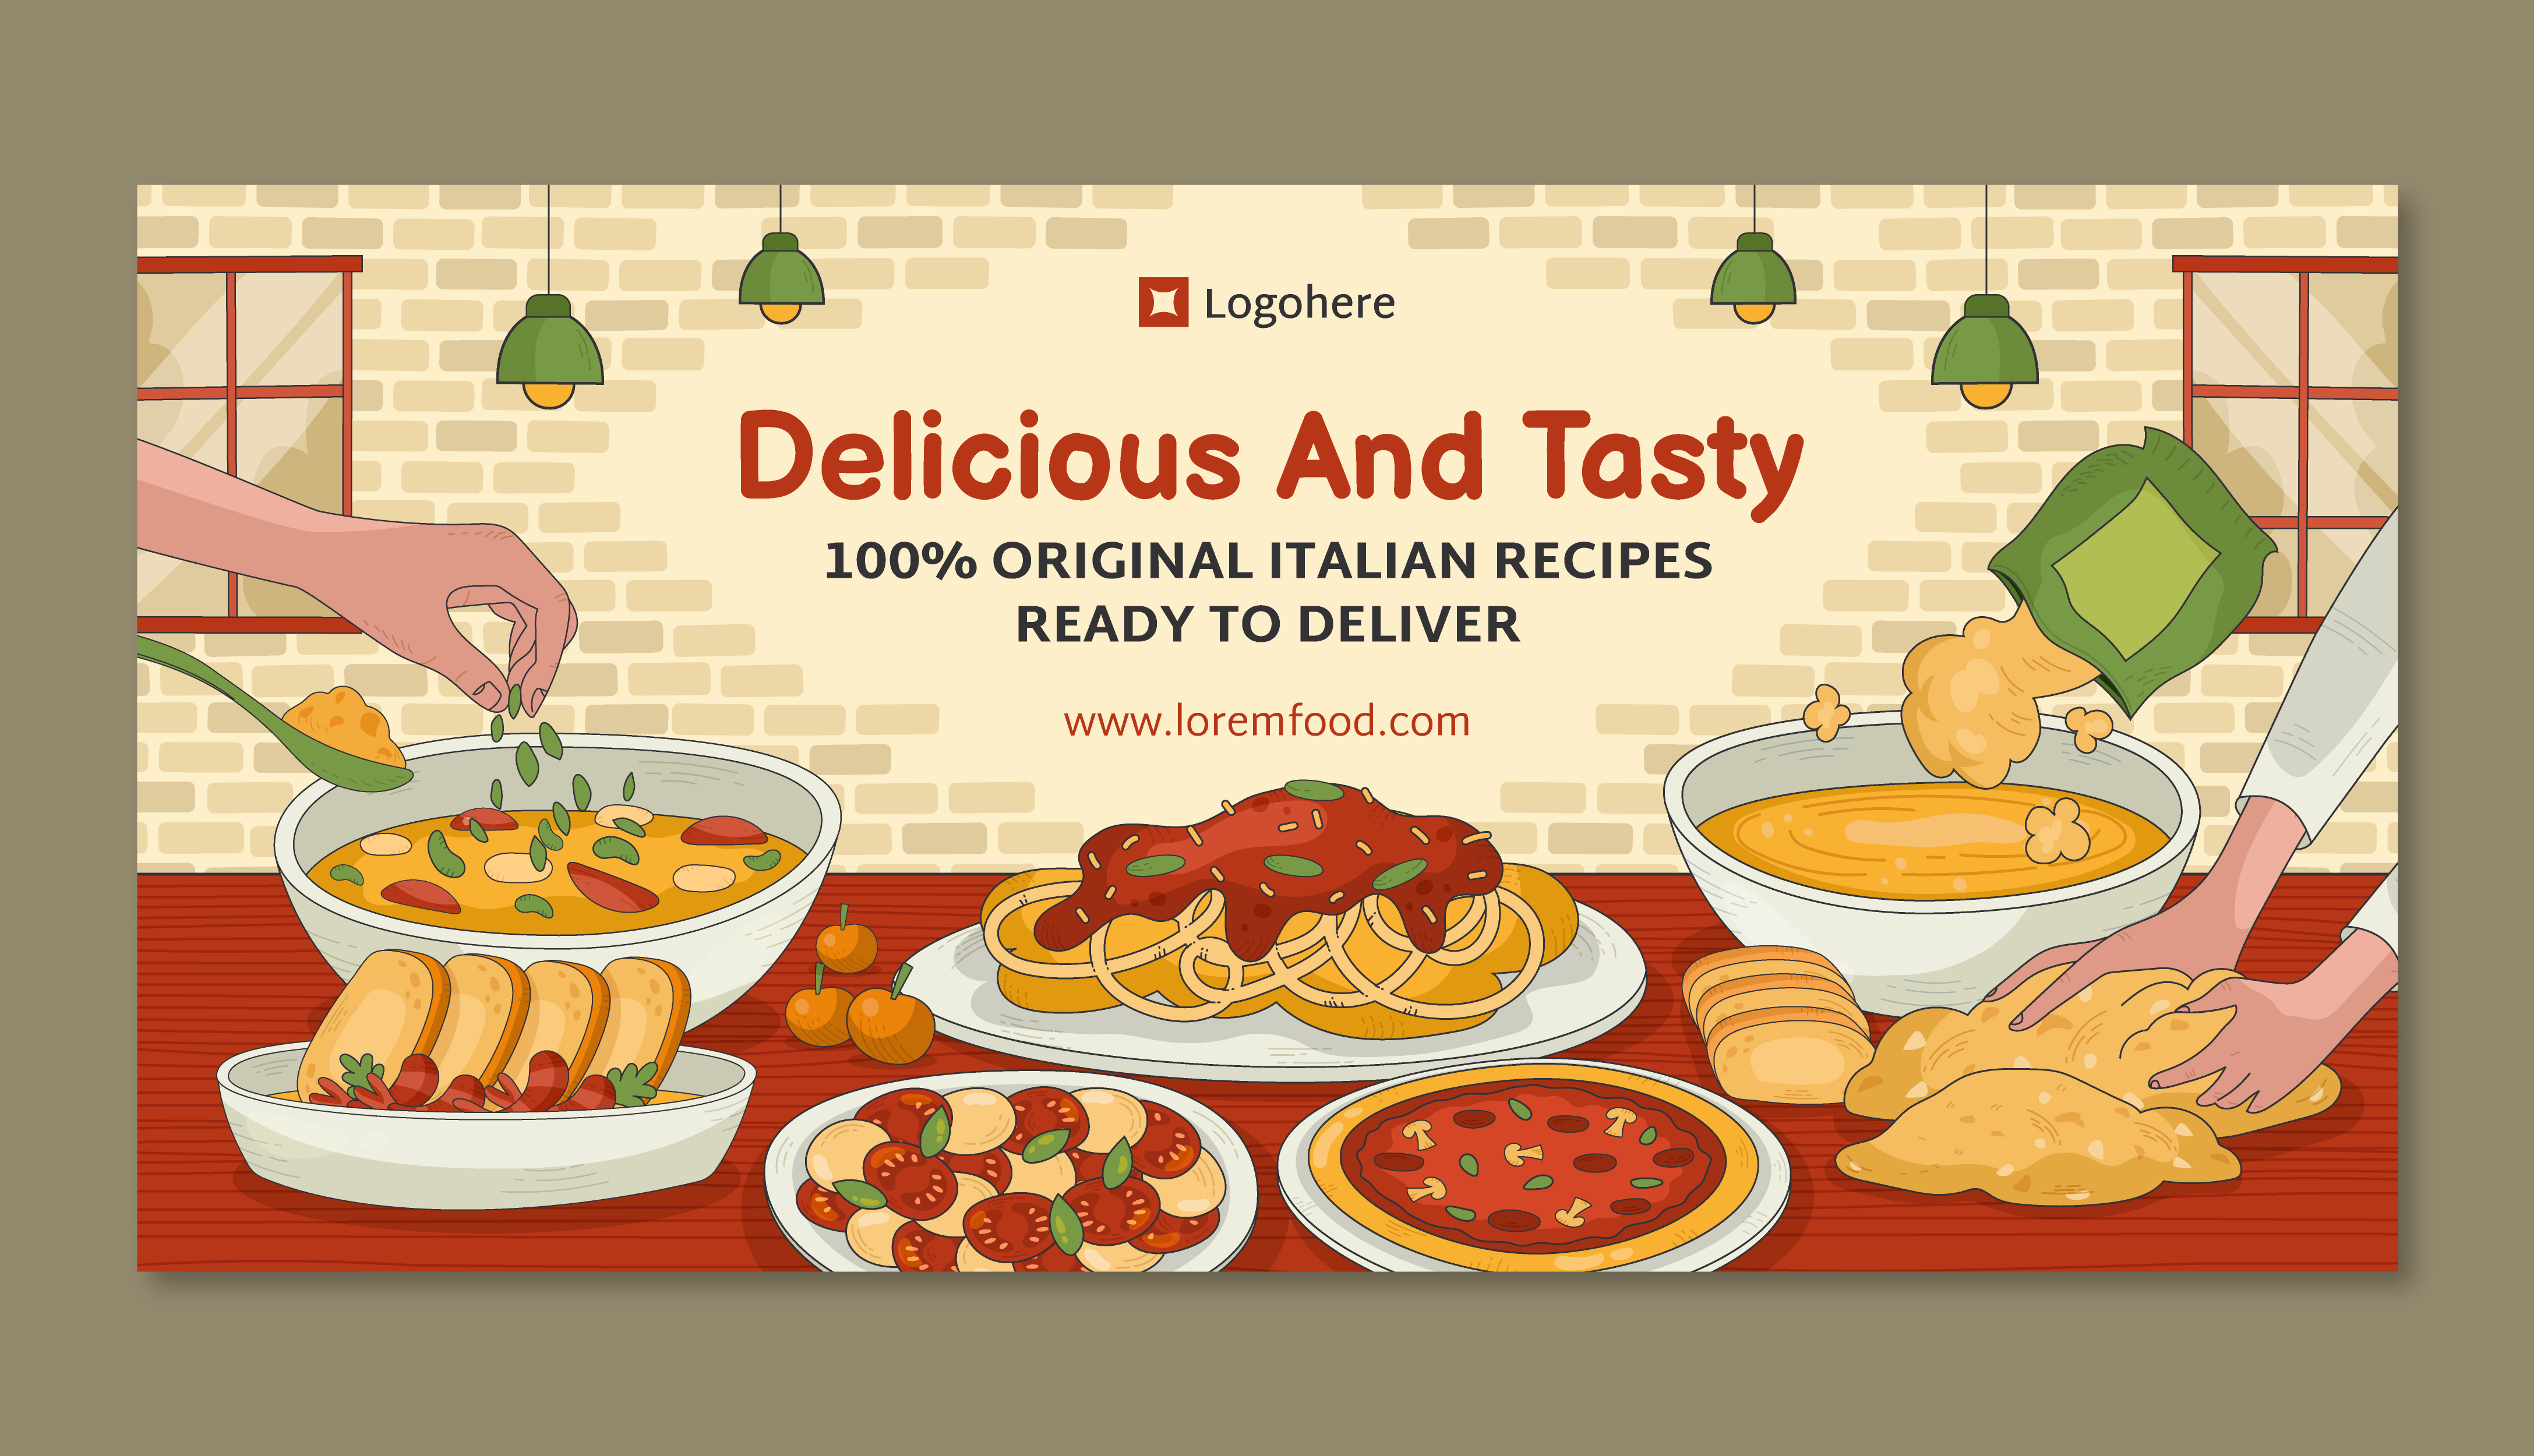 Logohere
Delicious And Tasty
100% ORIGINAL ITALIAN RECIPES
READY TO DELIVER
www.loremfood.com